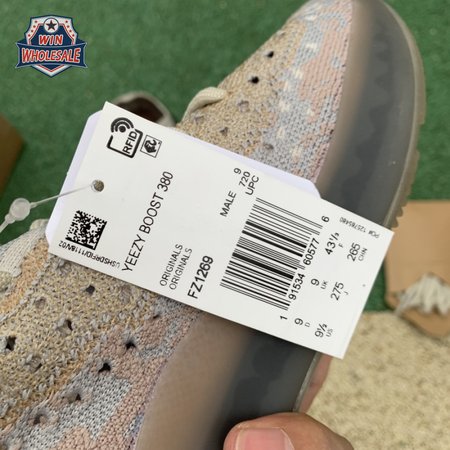 WIN
WHOLESALE
RFID
YEEZY BOOST 380
ORIGINALS
ORIGINALS
FZ1269
MALE 9
720
UPC
1 91534 60577 6
9 D
9 UK
43⅓ F
9½ US
275 J
265 CHN